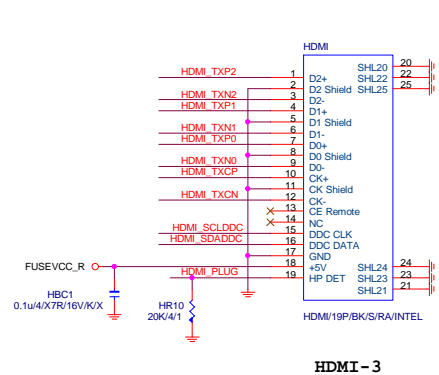 HDMI
HDMI_TXP2 1 D2+ SHL20 20
2 D2 Shield SHL22 22
HDMI_TXN2 3 D2- SHL25 25
HDMI_TXP1 4 D1+
5 D1 Shield
HDMI_TXN1 6 D1-
HDMI_TXP0 7 D0+
8 D0 Shield
HDMI_TXN0 9 D0-
HDMI_TXCP 10 CK+
11 CK Shield
HDMI_TXCN 12 CK-
13 CE Remote
14 NC
HDMI_SCLDDC 15 DDC CLK
HDMI_SDADDC 16 DDC DATA
17 GND
FUSEVCC_R 18 +5V SHL24 24
HDMI_PLUG 19 HP DET SHL23 23
SHL21 21
HBC1
0.1u/4/X7R/16V/K/X
HR10
20K/4/1
HDMI/19P/BK/S/RA/INTEL
HDMI-3